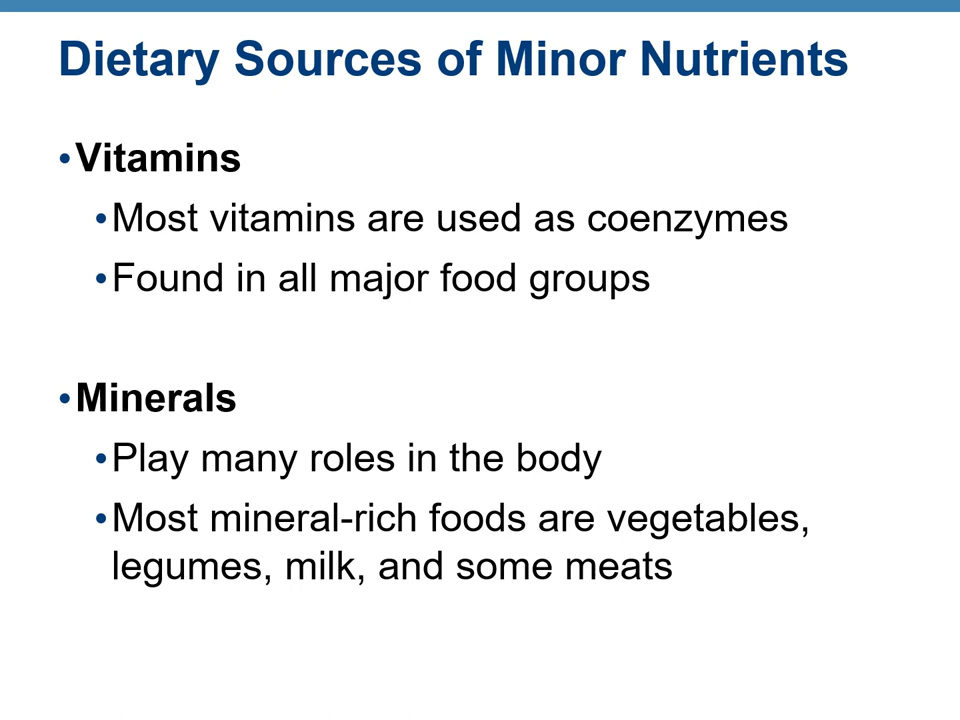 Dietary Sources of Minor Nutrients
•Vitamins
•Most vitamins are used as coenzymes
•Found in all major food groups
•Minerals
•Play many roles in the body
•Most mineral-rich foods are vegetables,
legumes, milk, and some meats